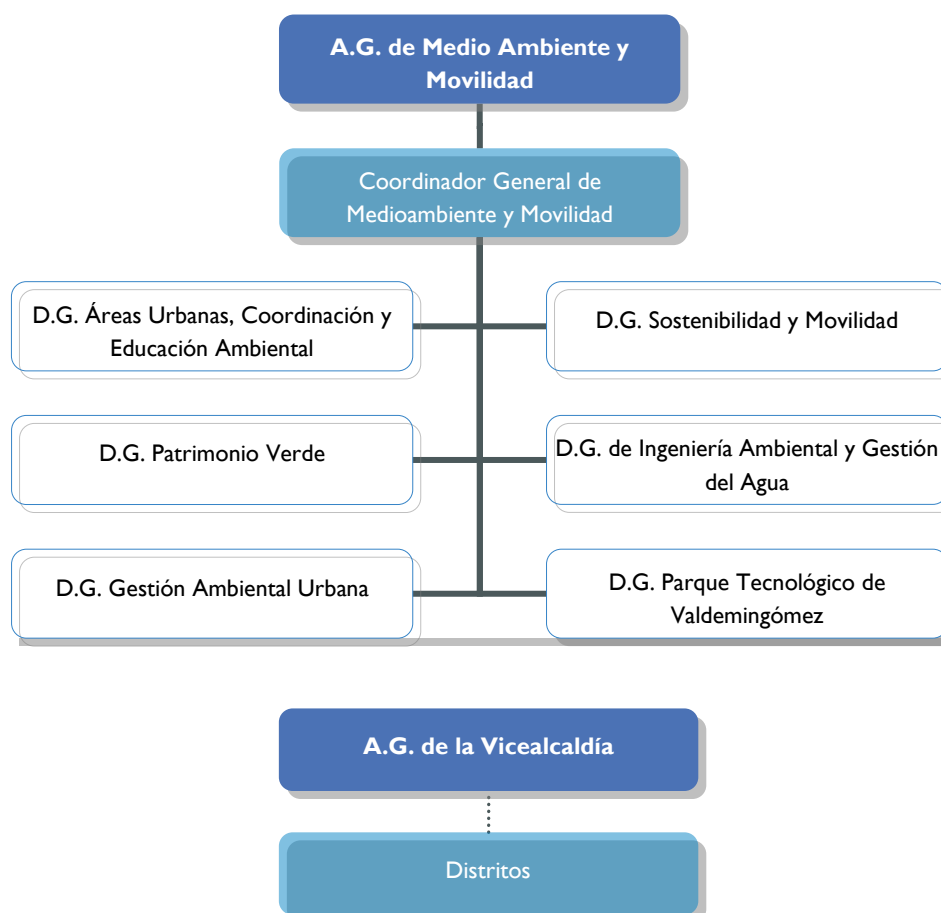 A.G. de Medio Ambiente y
Movilidad
Coordinador General de
Medioambiente y Movilidad
D.G. Áreas Urbanas, Coordinación y
Educación Ambiental
D.G. Sostenibilidad y Movilidad
D.G. Patrimonio Verde
D.G. de Ingeniería Ambiental y Gestión
del Agua
D.G. Gestión Ambiental Urbana
D.G. Parque Tecnológico de
Valdemingómez
A.G. de la Vicealcaldía
Distritos